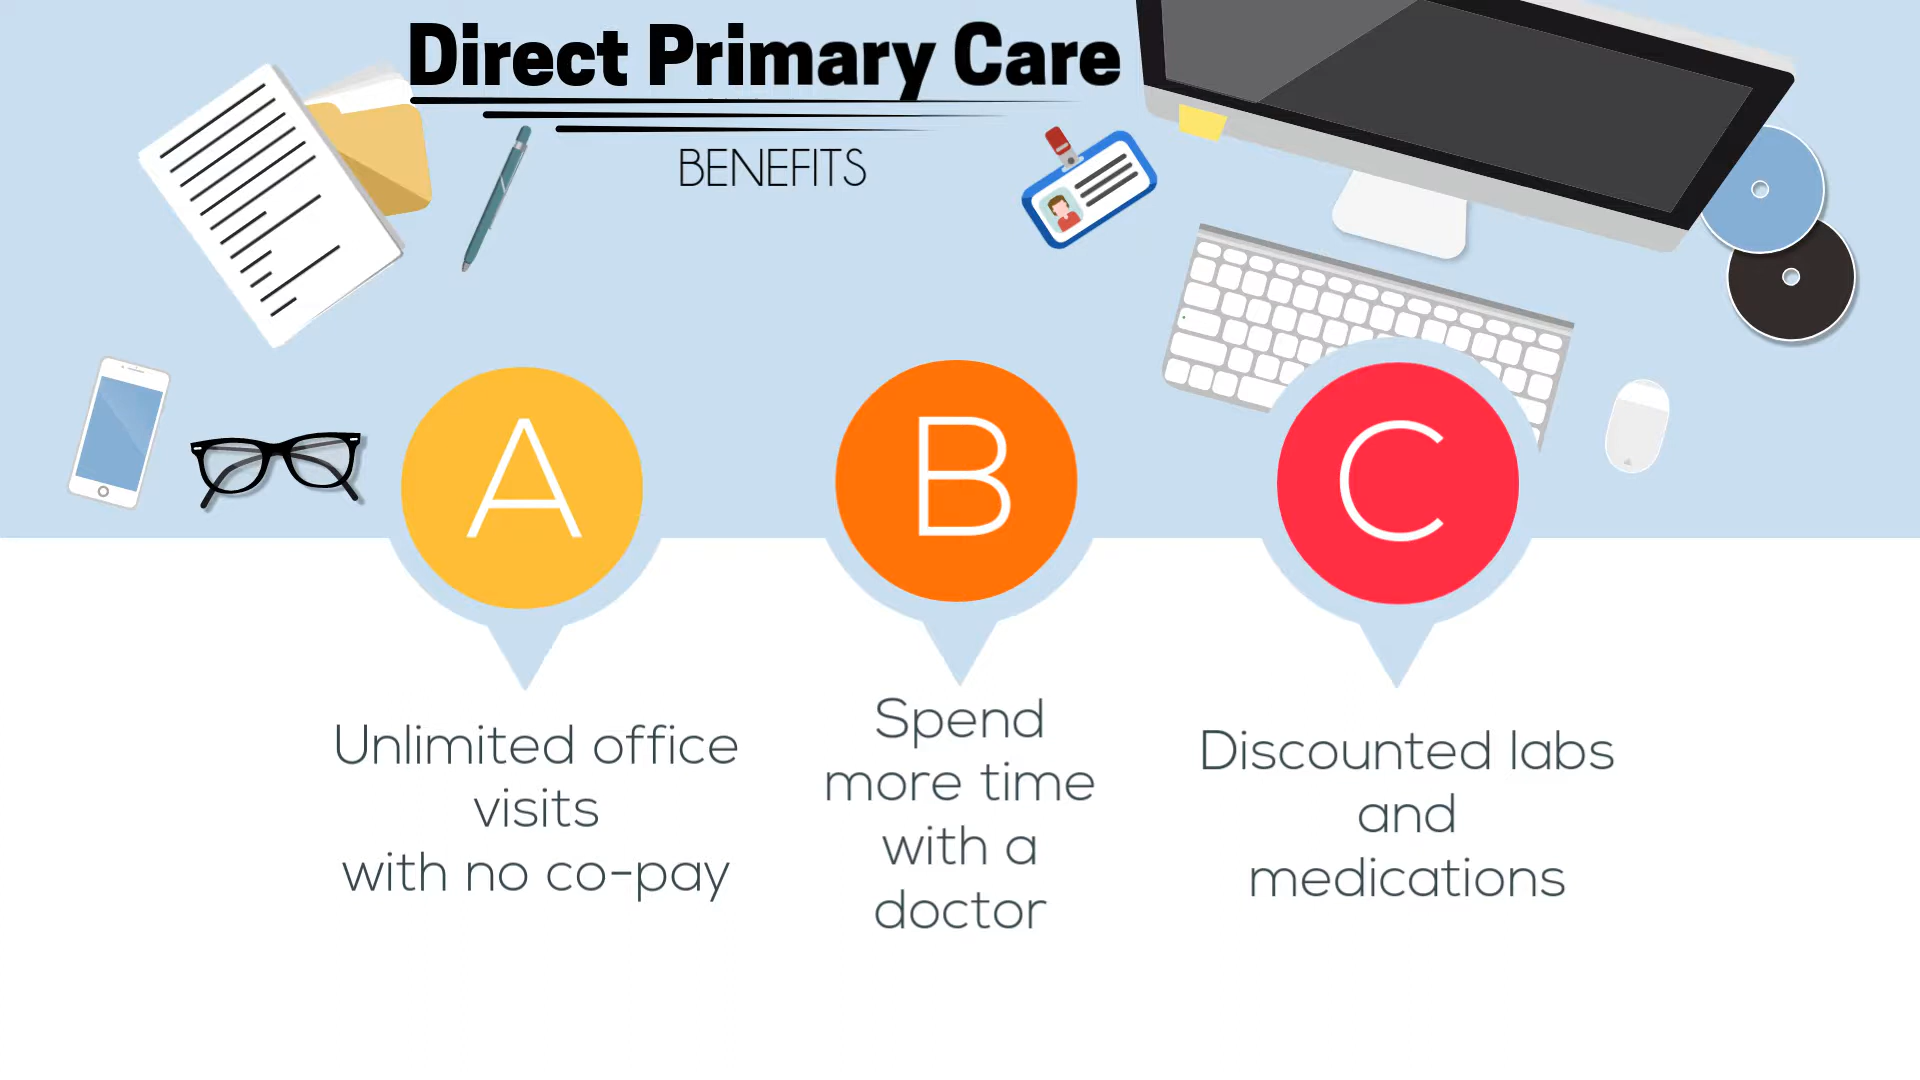 Direct Primary Care
BENEFITS
A
B
C
Unlimited office
visits
with no co-pay
Spend
more time
with a
doctor
Discounted labs
and
medications